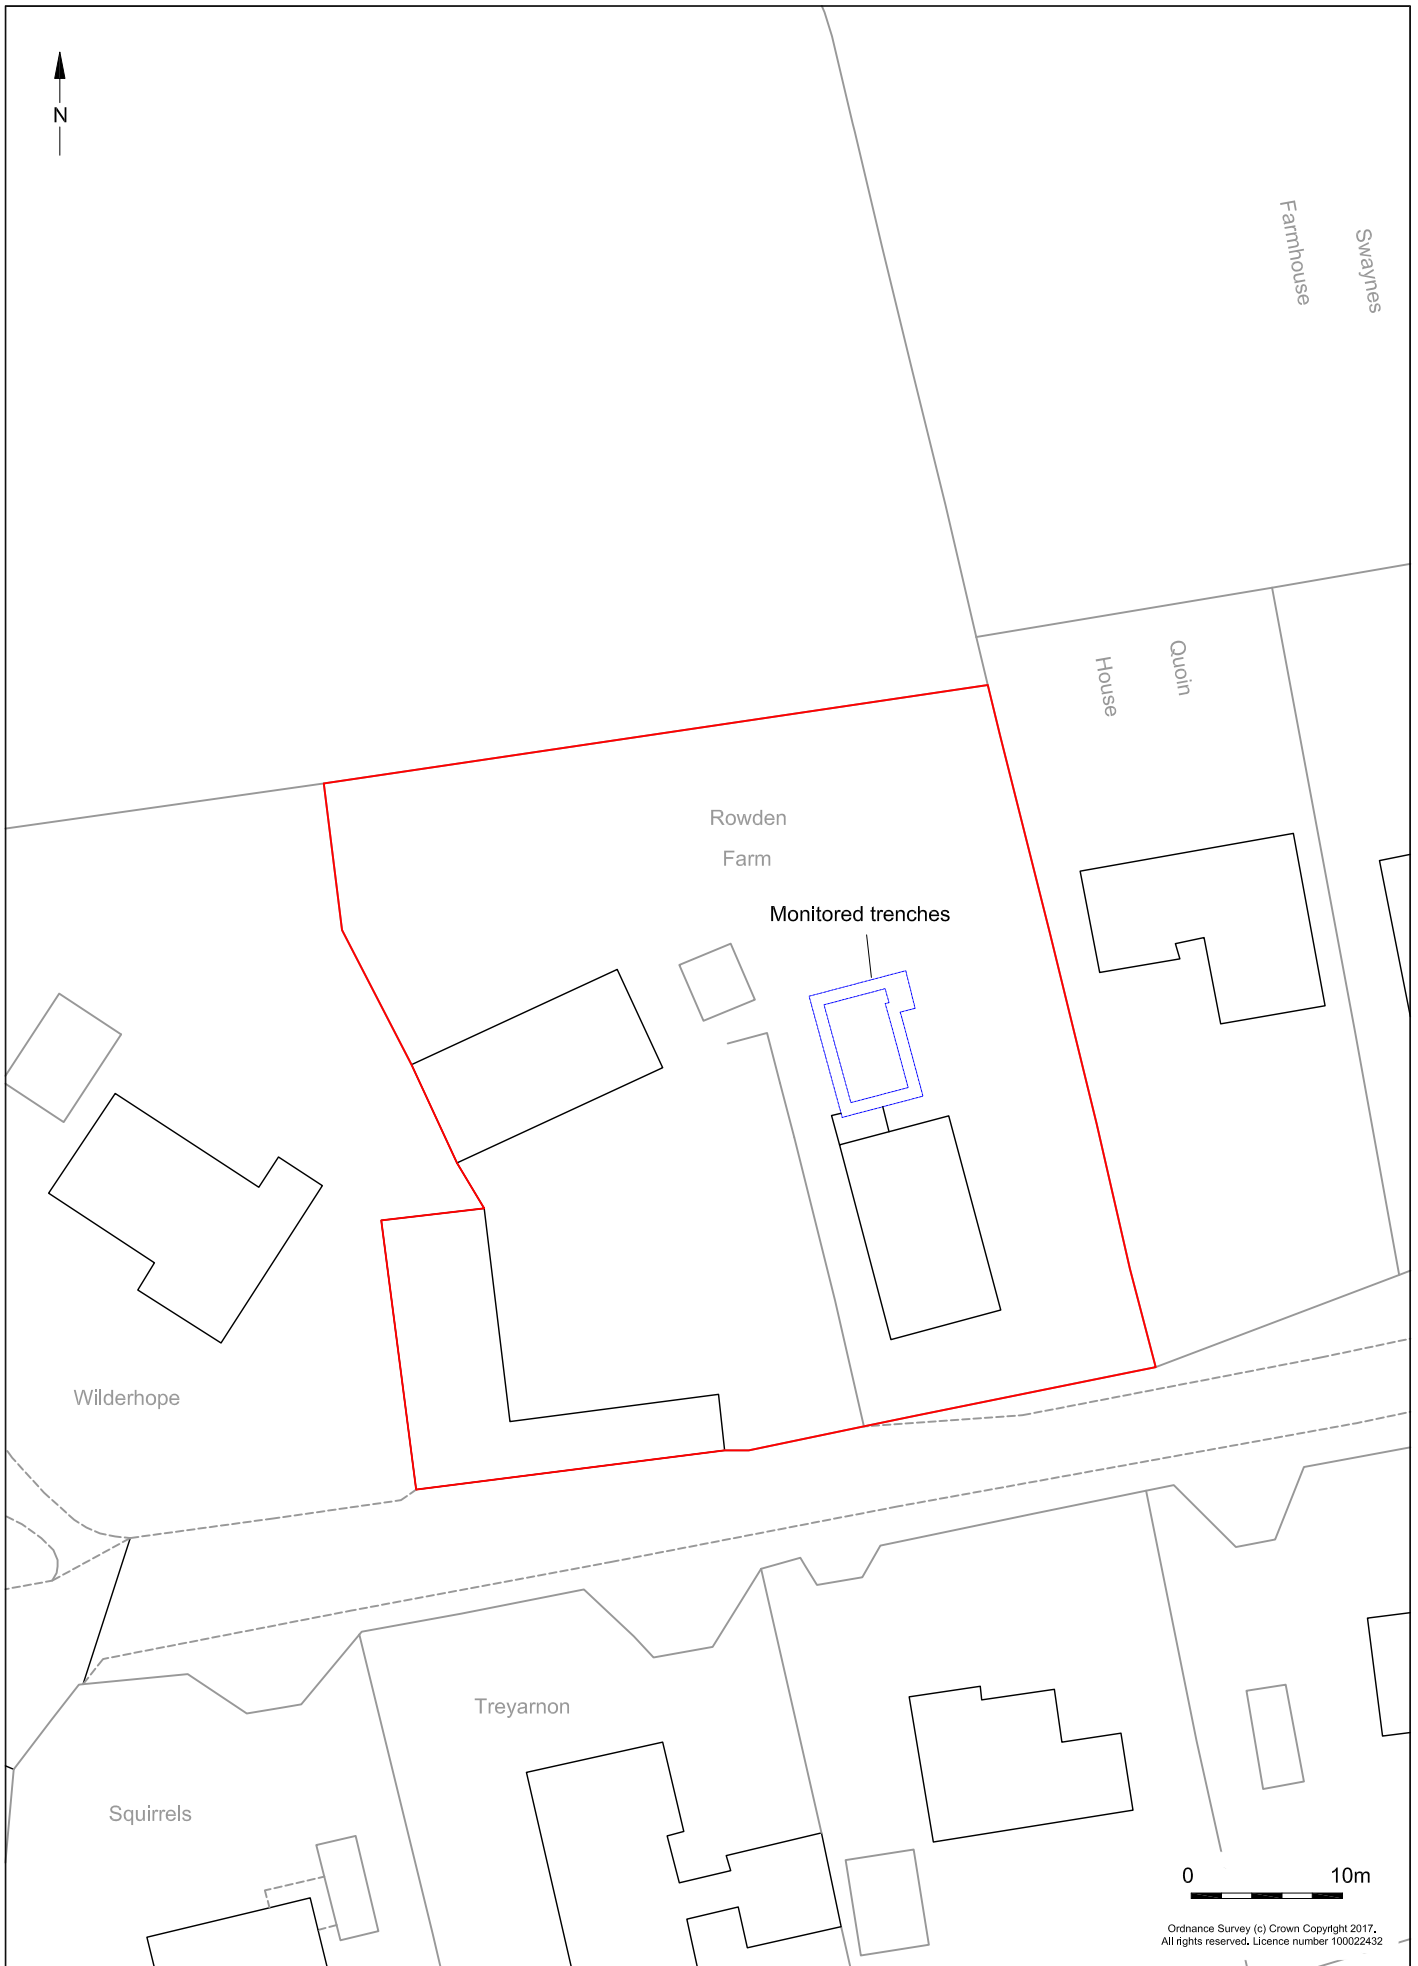 N
Swaynes
Farmhouse
Quoin
House
Rowden
Farm
Monitored trenches
Wilderhope
Treyarnon
Squirrels
0 10m
Ordnance Survey (c) Crown Copyright 2017.
All rights reserved. Licence number 100022432